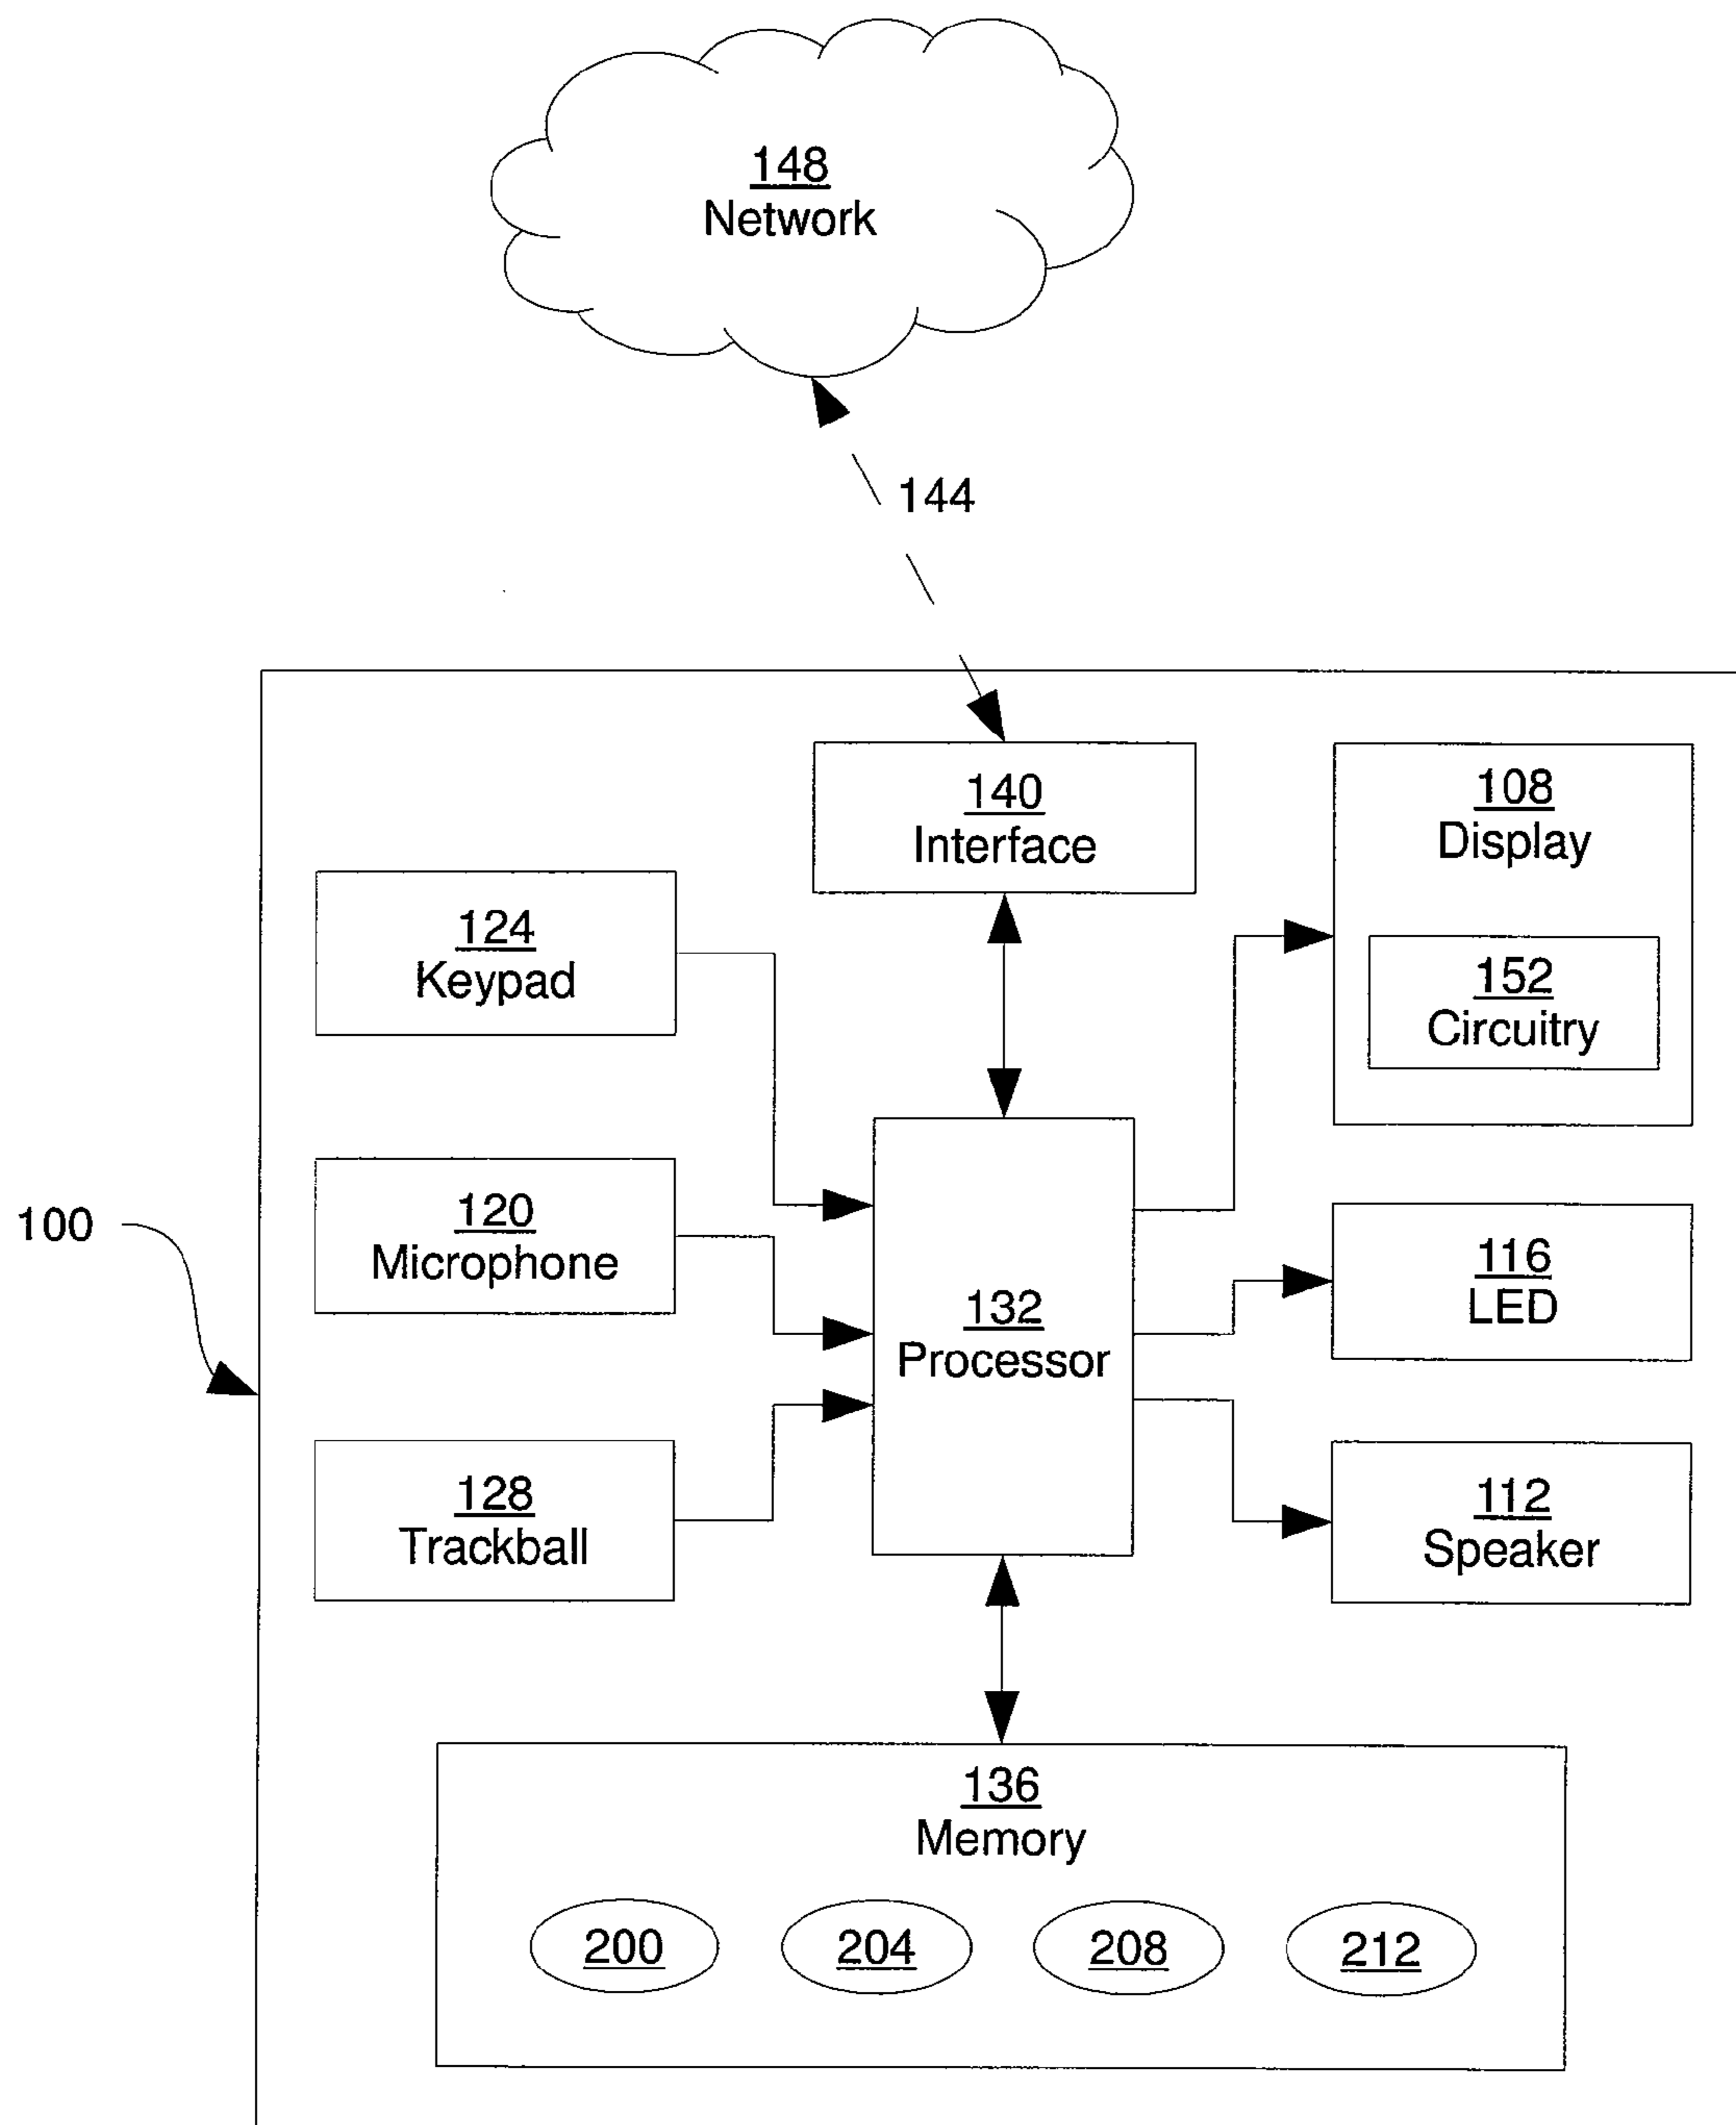 148
Network
144
140
Interface
108
Display
124
Keypad
152
Circuitry
120
Microphone
100
116
LED
132
Processor
128
Trackball
112
Speaker
136
Memory
200 204 208 212